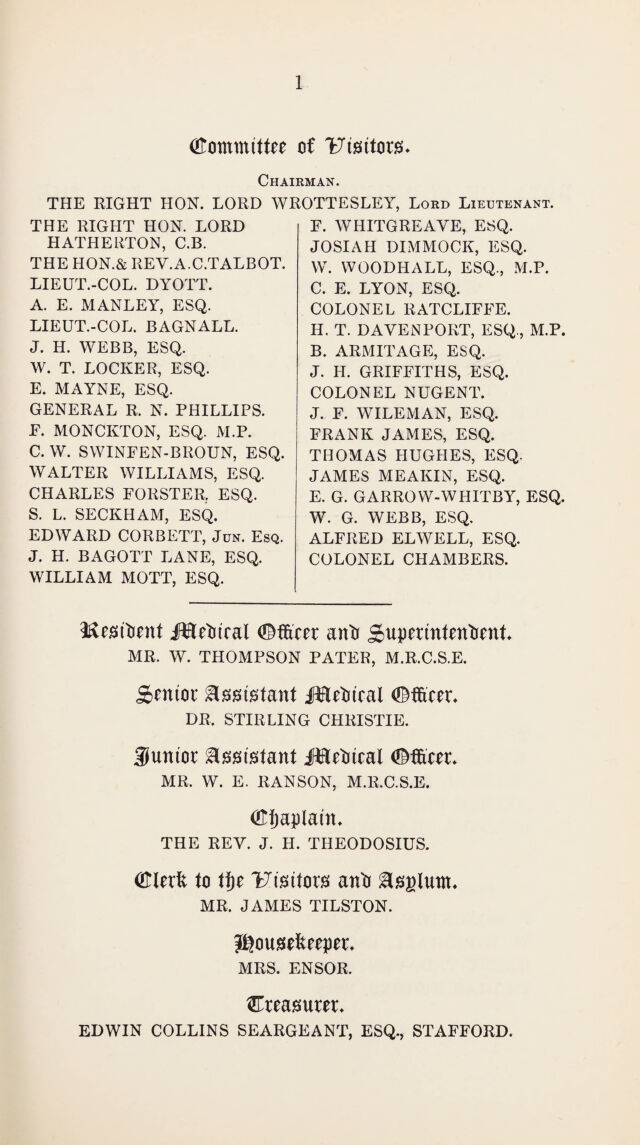 1
Committee of Visitors.
CHAIRMAN.
THE RIGHT HON. LORD WROTTESLEY, LORD LIEUTENANT.
THE RIGHT HON. LORD
HATHERTON, C.B.
THE HON. & REV. A. C. TALBOT.
LIEUT.-COL. DYOTT.
A. E. MANLEY, ESQ.
LIEUT.-COL. BAGNALL.
J. H. WEBB, ESQ.
W. T. LOCKER, ESQ.
E. MAYNE, ESQ.
GENERAL R. N. PHILLIPS.
F. MONCKTON, ESQ. M.P.
C. W. SWINFEN-BROUN, ESQ.
WALTER WILLIAMS, ESQ.
CHARLES FORSTER, ESQ.
S. L. SECKHAM, ESQ.
EDWARD CORBETT, JUN. ESQ.
J. H. BAGOTT LANE, ESQ.
WILLIAM MOTT, ESQ.
F. WHITGREAVE, ESQ.
JOSIAH DIMMOCK, ESQ.
W. WOODHALL, ESQ., M.P.
C. E. LYON, ESQ.
COLONEL RATCLIFFE.
H. T. DAVENPORT, ESQ., M.P.
B. ARMITAGE, ESQ.
J. H. GRIFFITHS, ESQ.
COLONEL NUGENT.
J. F. WILEMAN, ESQ.
FRANK JAMES, ESQ.
THOMAS HUGHES, ESQ.
JAMES MEAKIN, ESQ.
E. G. GARROW-WHITBY, ESQ.
W. G. WEBB, ESQ.
ALFRED ELWELL, ESQ.
COLONEL CHAMBERS.
Resident Medical Officer and Superintendent.
MR. W. THOMPSON PATER, M.R.C.S.E.
Senior Assistant Medical Officer.
DR. STIRLING CHRISTIE.
Junior Assistant Medical Officer.
MR. W. E. RANSON, M.R.C.S.E.
Chaplain.
THE REV. J. H. THEODOSIUS.
Clerk to the Visitors and Asylum.
MR. JAMES TILSTON.
Housekeeper.
MRS. ENSOR.
Treasurer.
EDWIN COLLINS SEARGEANT, ESQ., STAFFORD.